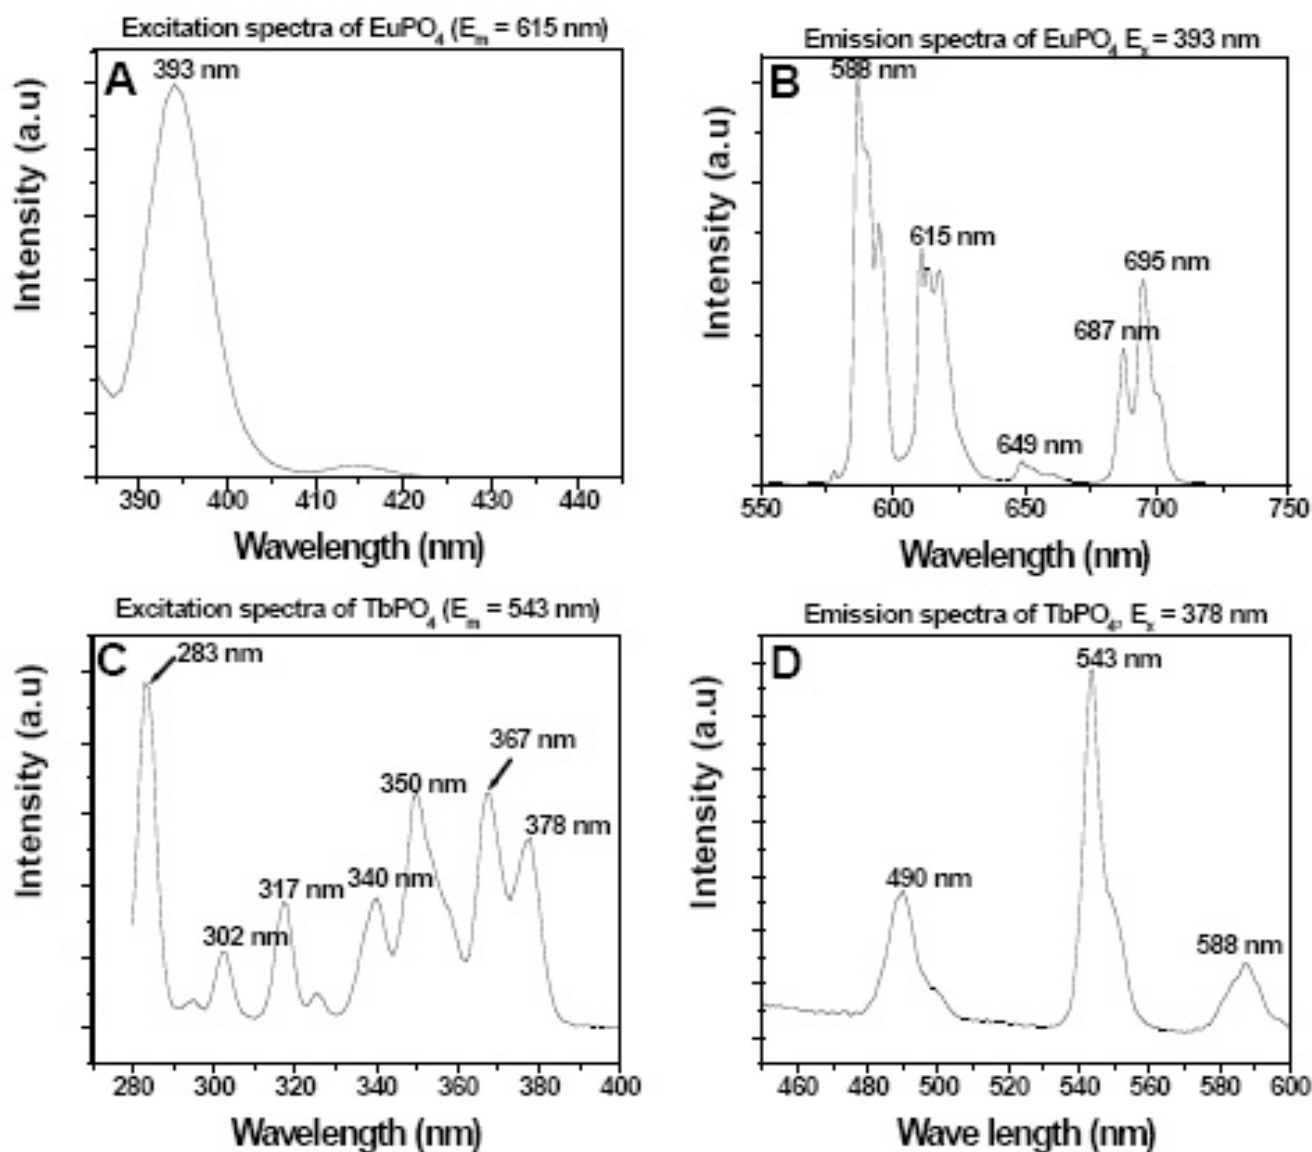 Excitation spectra of EuPO4 (Em = 615 nm)
A
393 nm
Intensity (a.u)
390 400 410 420 430 440
Wavelength (nm)
Emission spectra of EuPO4 Ex = 393 nm
B
588 nm
615 nm
695 nm
687 nm
649 nm
Intensity (a.u)
550 600 650 700 750
Wavelength (nm)
Excitation spectra of TbPO4 (Em = 543 nm)
C
283 nm
367 nm
350 nm
378 nm
317 nm
340 nm
302 nm
Intensity (a.u)
280 300 320 340 360 380 400
Wavelength (nm)
Emission spectra of TbPO4, Ex = 378 nm
D
543 nm
490 nm
588 nm
Intensity (a.u)
460 480 500 520 540 560 580 600
Wave length (nm)